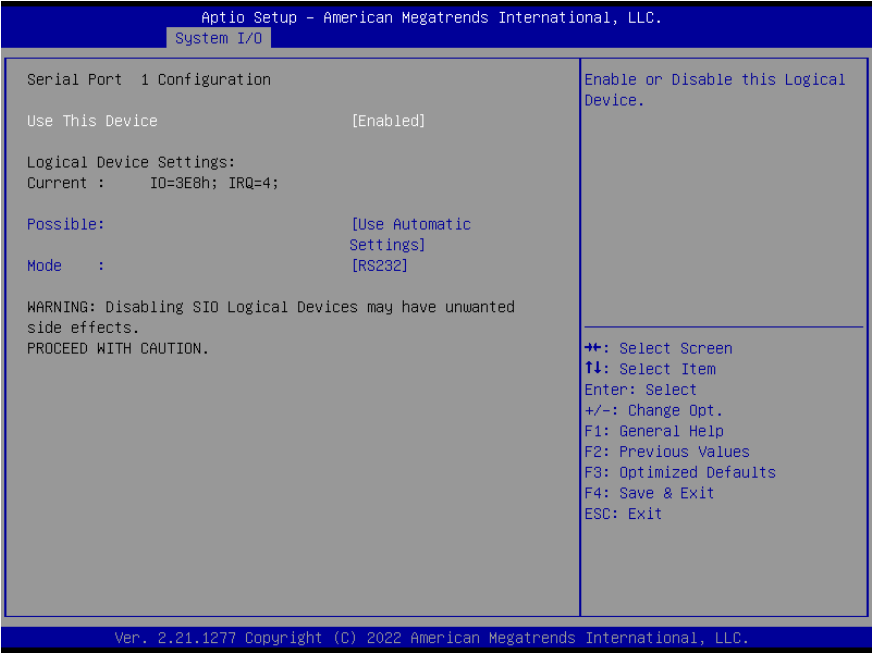 Aptio Setup – American Megatrends International, LLC.
System I/O
Serial Port 1 Configuration
Use This Device [Enabled]
Logical Device Settings:
Current : IO=3E8h; IRQ=4;
Possible: [Use Automatic
Settings]
Mode : [RS232]
WARNING: Disabling SIO Logical Devices may have unwanted
side effects.
PROCEED WITH CAUTION.
Enable or Disable this Logical
Device.
→←: Select Screen
↑↓: Select Item
Enter: Select
+/-: Change Opt.
F1: General Help
F2: Previous Values
F3: Optimized Defaults
F4: Save & Exit
ESC: Exit
Ver. 2.21.1277 Copyright (C) 2022 American Megatrends International, LLC.